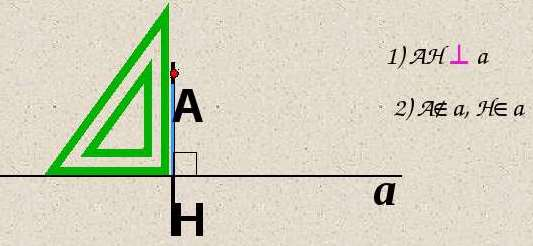 1) AH ⊥ a
A
2) A∉ a, H∈ a
a
H